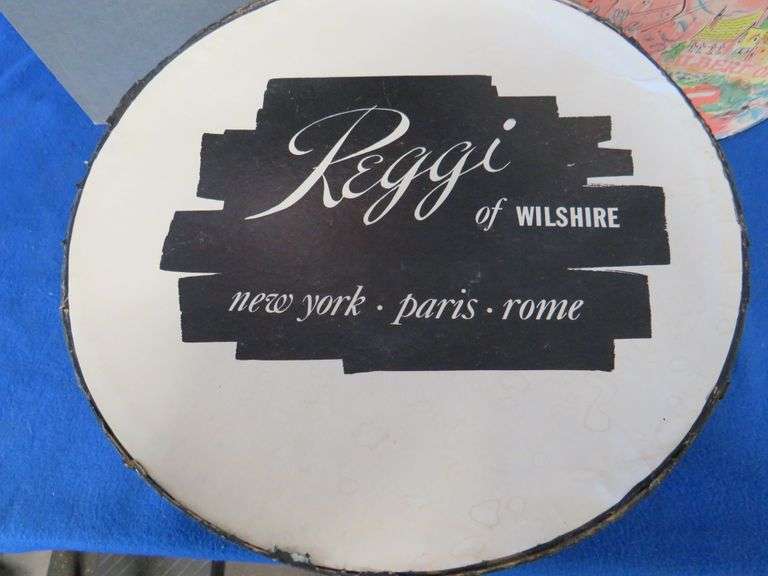 Reggi
of WILSHIRE
new york · paris · rome